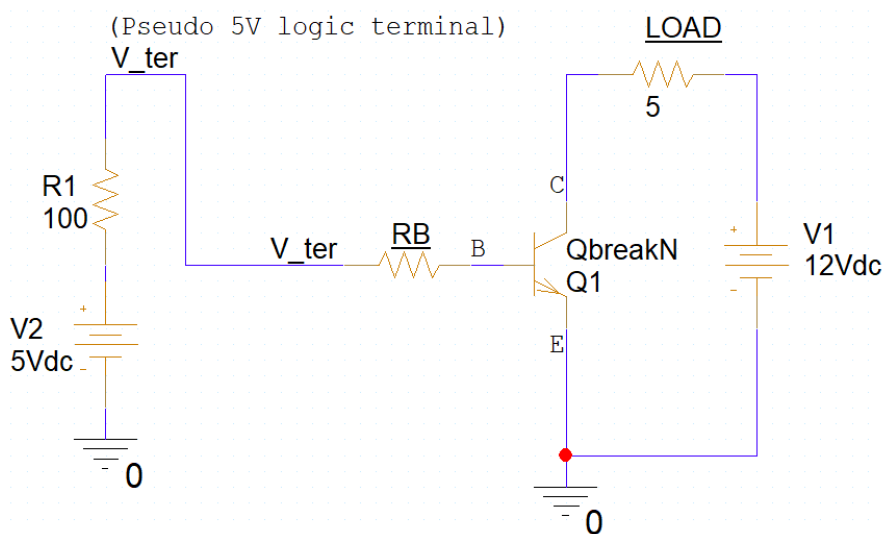 (Pseudo 5V logic terminal)
LOAD
V_ter
5
R1
100
C
V_ter
RB
B
QbreakN
Q1
V1
12Vdc
+
-
V2
5Vdc
+
-
E
0
0